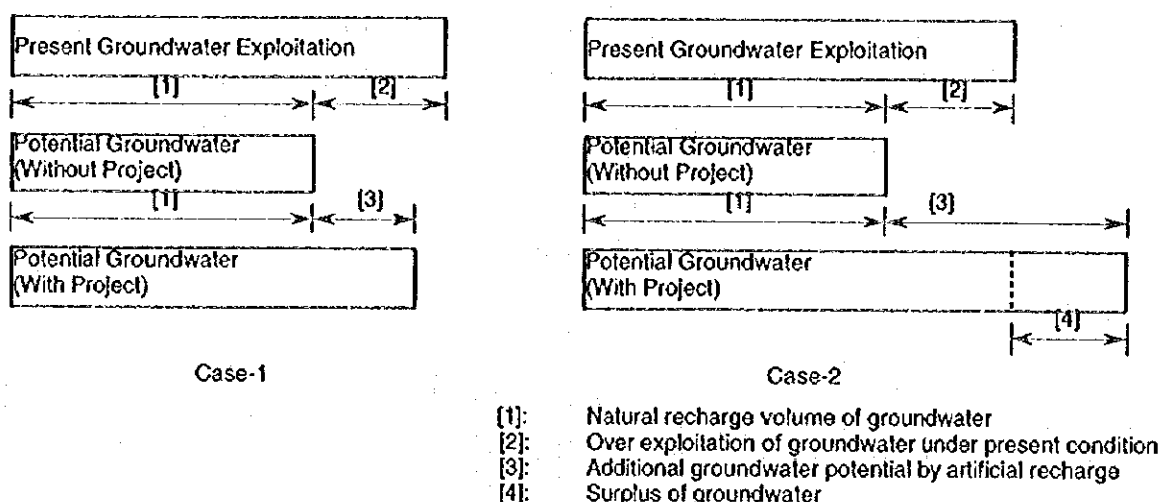 Present Groundwater Exploitation
[1] [2]
Potential Groundwater
(Without Project)
[1] [3]
Potential Groundwater
(With Project)
Case-1
Present Groundwater Exploitation
[1] [2]
Potential Groundwater
(Without Project)
[1] [3]
Potential Groundwater
(With Project)
[4]
Case-2
[1]: Natural recharge volume of groundwater
[2]: Over exploitation of groundwater under present condition
[3]: Additional groundwater potential by artificial recharge
[4]: Surplus of groundwater